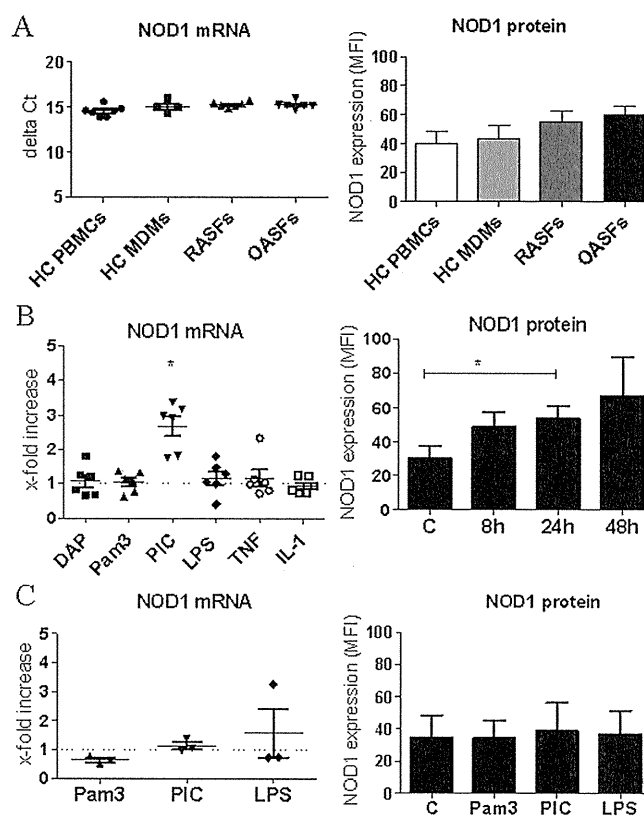 A
NOD1 mRNA
delta Ct
20
15
10
5
HC PBMCs
HC MDMs
RASFs
OASFs
NOD1 protein
NOD1 expression (MFI)
100
80
60
40
20
0
HC PBMCs
HC MDMs
RASFs
OASFs
B
NOD1 mRNA
x-fold increase
5
4
3
2
1
0
*
DAP
Pam3
PIC
LPS
TNF
IL-1
NOD1 protein
NOD1 expression (MFI)
100
80
60
40
20
0
*
C
8h
24h
48h
C
NOD1 mRNA
x-fold increase
5
4
3
2
1
0
Pam3
PIC
LPS
NOD1 protein
NOD1 expression (MFI)
100
80
60
40
20
0
C
Pam3
PIC
LPS